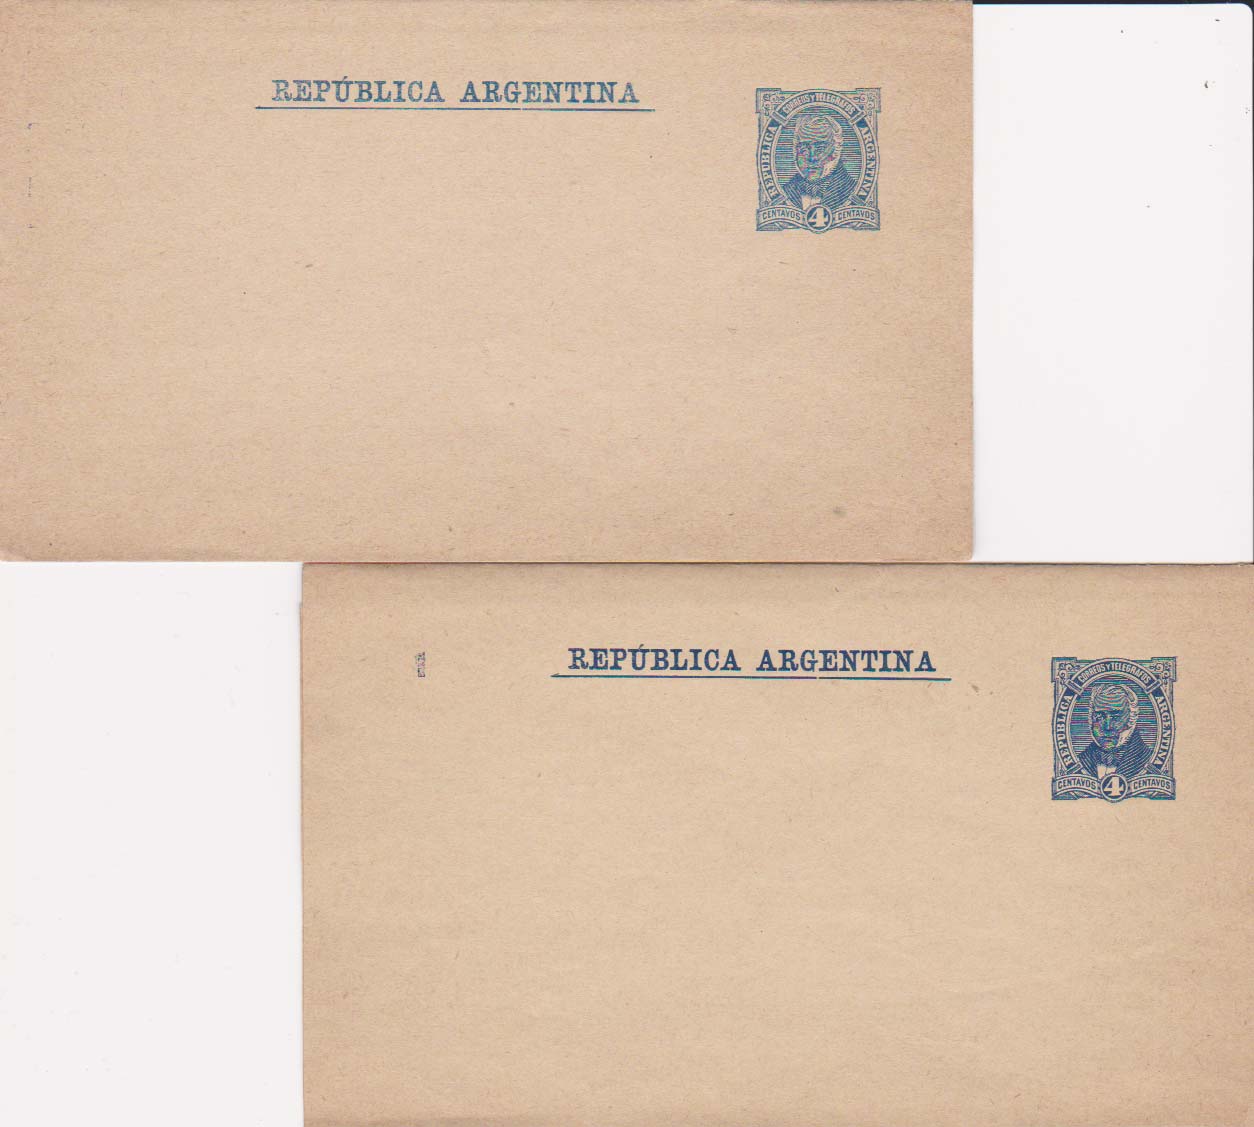 REPÚBLICA ARGENTINA
CORREOS Y TELEGRAFOS
REPUBLICA ARGENTINA
CENTAVOS 4 CENTAVOS
REPÚBLICA ARGENTINA
CORREOS Y TELEGRAFOS
REPUBLICA ARGENTINA
CENTAVOS 4 CENTAVOS